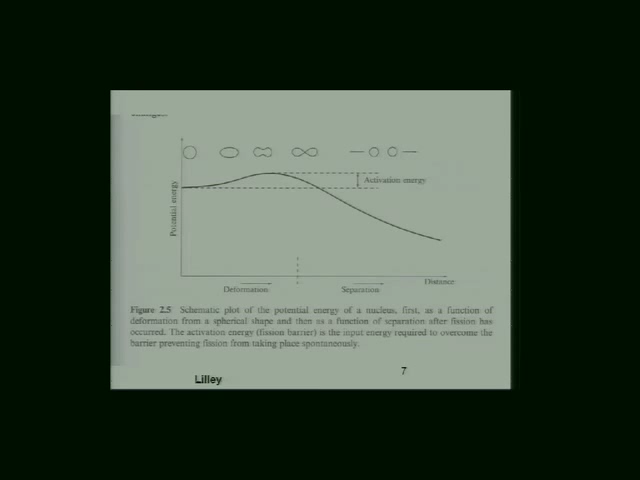 Activation energy
Potential energy
Distance
Deformation
Separation
Figure 2.5 Schematic plot of the potential energy of a nucleus, first, as a function of
deformation from a spherical shape and then as a function of separation after fission has
occurred. The activation energy (fission barrier) is the input energy required to overcome the
barrier preventing fission from taking place spontaneously.
7
Lilley